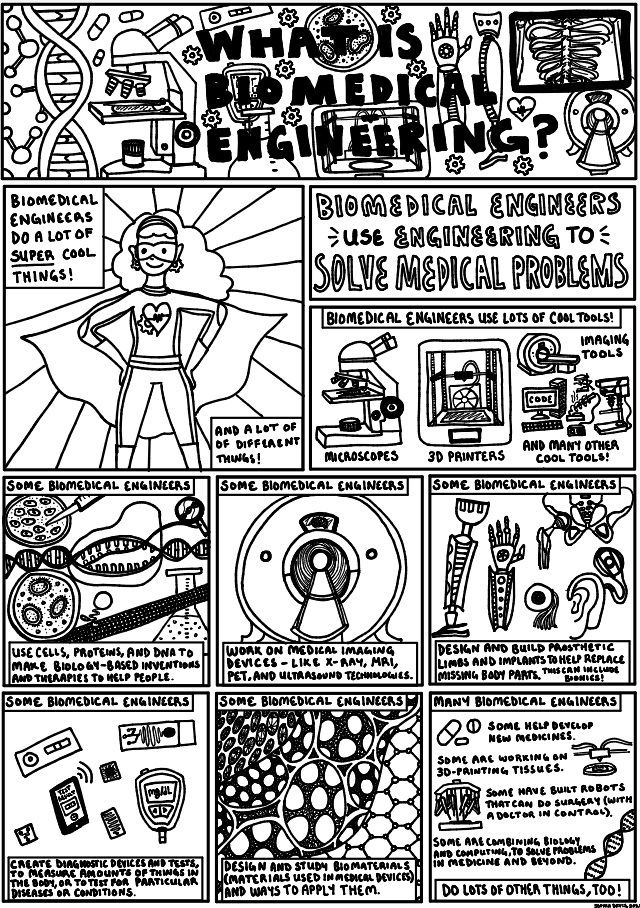 WHAT IS
BIOMEDICAL
ENGINEERING?
BIOMEDICAL
ENGINEERS
DO A LOT OF
SUPER COOL
THINGS!
AND A LOT OF
OF DIFFERENT
THINGS!
BIOMEDICAL ENGINEERS
USE ENGINEERING TO
SOLVE MEDICAL PROBLEMS
BIOMEDICAL ENGINEERS USE LOTS OF COOL TOOLS!
IMAGING
TOOLS
CODE
MICROSCOPES
3D PRINTERS
AND MANY OTHER
COOL TOOLS!
SOME BIOMEDICAL ENGINEERS
USE CELLS, PROTEINS, AND DNA TO
MAKE BIOLOGY-BASED INVENTIONS
AND THERAPIES TO HELP PEOPLE.
SOME BIOMEDICAL ENGINEERS
WORK ON MEDICAL IMAGING
DEVICES - LIKE X-RAY, MRI,
PET, AND ULTRASOUND TECHNOLOGIES.
SOME BIOMEDICAL ENGINEERS
DESIGN AND BUILD PROSTHETIC
LIMBS AND IMPLANTS TO HELP REPLACE
MISSING BODY PARTS. THIS CAN INCLUDE
BIONICS!
SOME BIOMEDICAL ENGINEERS
mg/dL
CREATE DIAGNOSTIC DEVICES AND TESTS,
TO MEASURE AMOUNTS OF THINGS IN
THE BODY, OR TO TEST FOR PARTICULAR
DISEASES OR CONDITIONS.
SOME BIOMEDICAL ENGINEERS
DESIGN AND STUDY BIOMATERIALS
(MATERIALS USED IN MEDICAL DEVICES)
AND WAYS TO APPLY THEM.
MANY BIOMEDICAL ENGINEERS
SOME HELP DEVELOP
NEW MEDICINES.
SOME ARE WORKING ON
3D-PRINTING TISSUES.
SOME HAVE BUILT ROBOTS
THAT CAN DO SURGERY (WITH
A DOCTOR IN CONTROL).
SOME ARE COMBINING BIOLOGY
AND COMPUTING, TO SOLVE PROBLEMS
IN MEDICINE AND BEYOND.
DO LOTS OF OTHER THINGS, TOO!